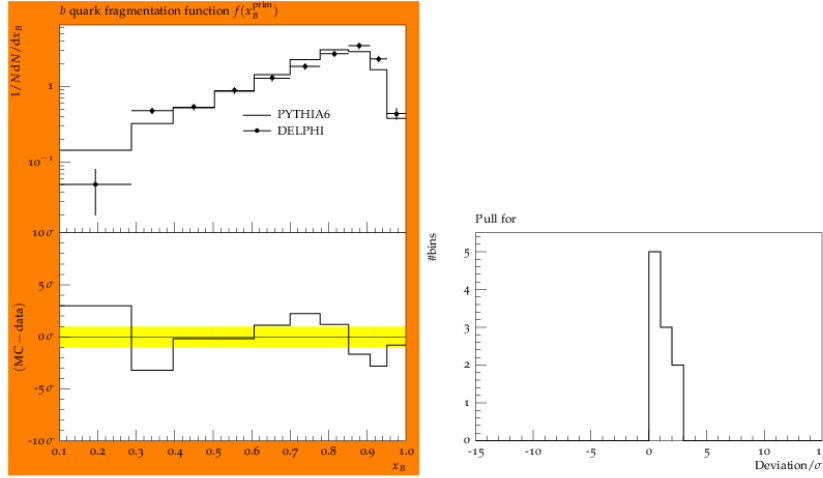 b quark fragmentation function f(x_B^prim)
1/N dN/dx_B
1
10^−1
PYTHIA6
DELPHI
(MC − data)
10σ
5σ
0σ
-5σ
-10σ
0.1 0.2 0.3 0.4 0.5 0.6 0.7 0.8 0.9 1.0
x_B
Pull for
#bins
5
4
3
2
1
0
-15 -10 -5 0 5 10 15
Deviation/σ